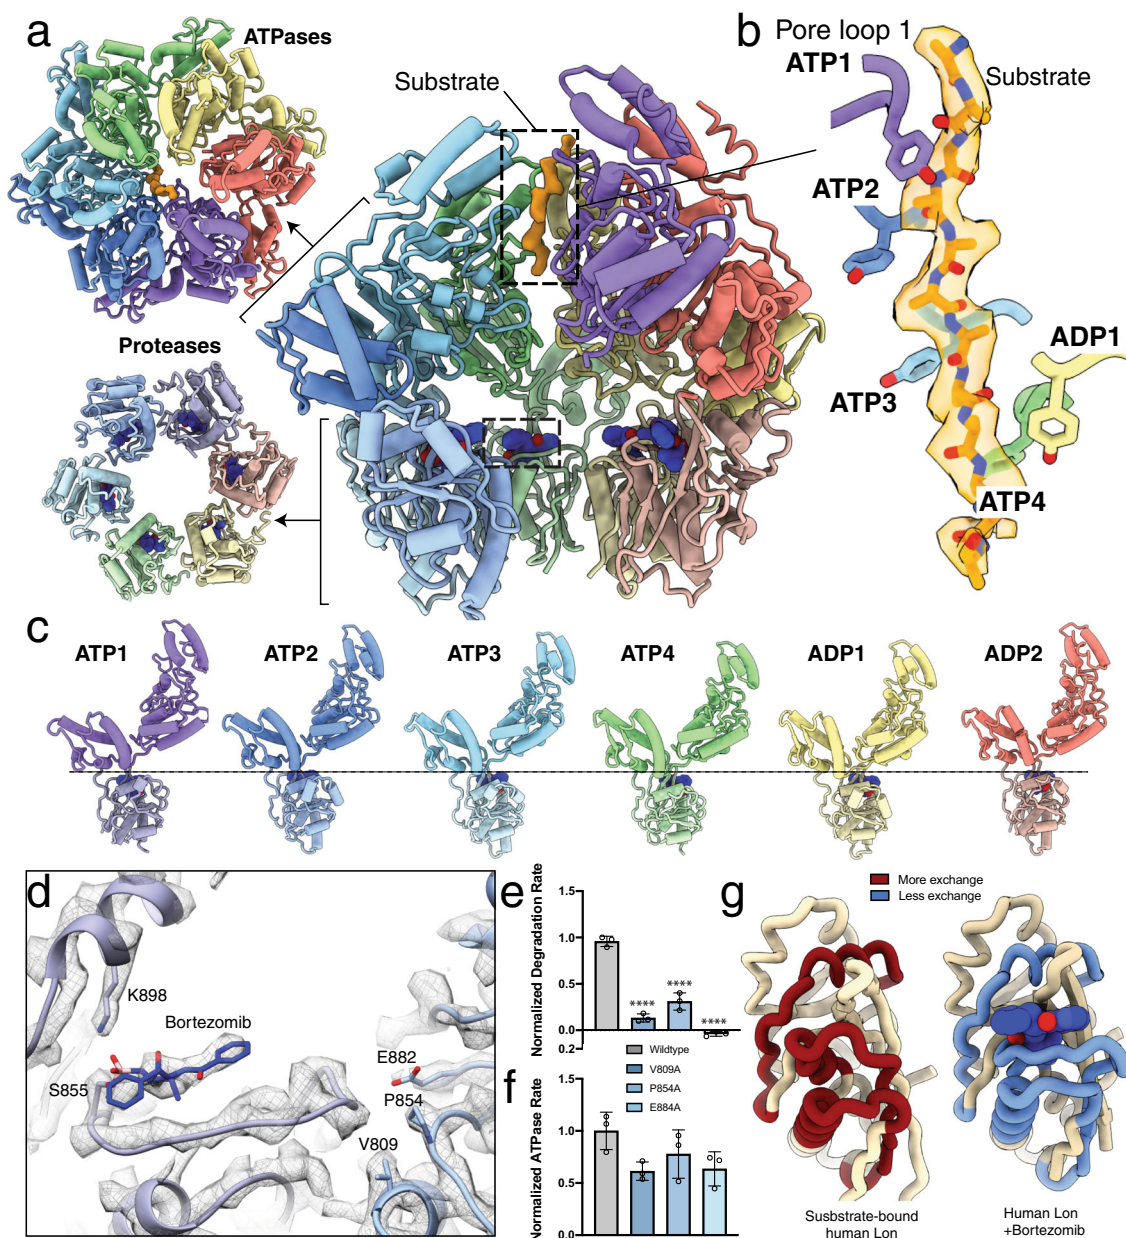 a
ATPases
Substrate
Proteases
b
Pore loop 1
ATP1
Substrate
ATP2
ADP1
ATP3
ATP4
c
ATP1
ATP2
ATP3
ATP4
ADP1
ADP2
d
K898
Bortezomib
S855
E882
P854
V809
e
Normalized Degradation Rate
1.5
1.0
0.5
0.0
0.2
****
****
****
Wildtype
V809A
P854A
E884A
f
Normalized ATPase Rate
1.5
1.0
0.5
0.0
g
More exchange
Less exchange
Susbstrate-bound
human Lon
Human Lon
+Bortezomib